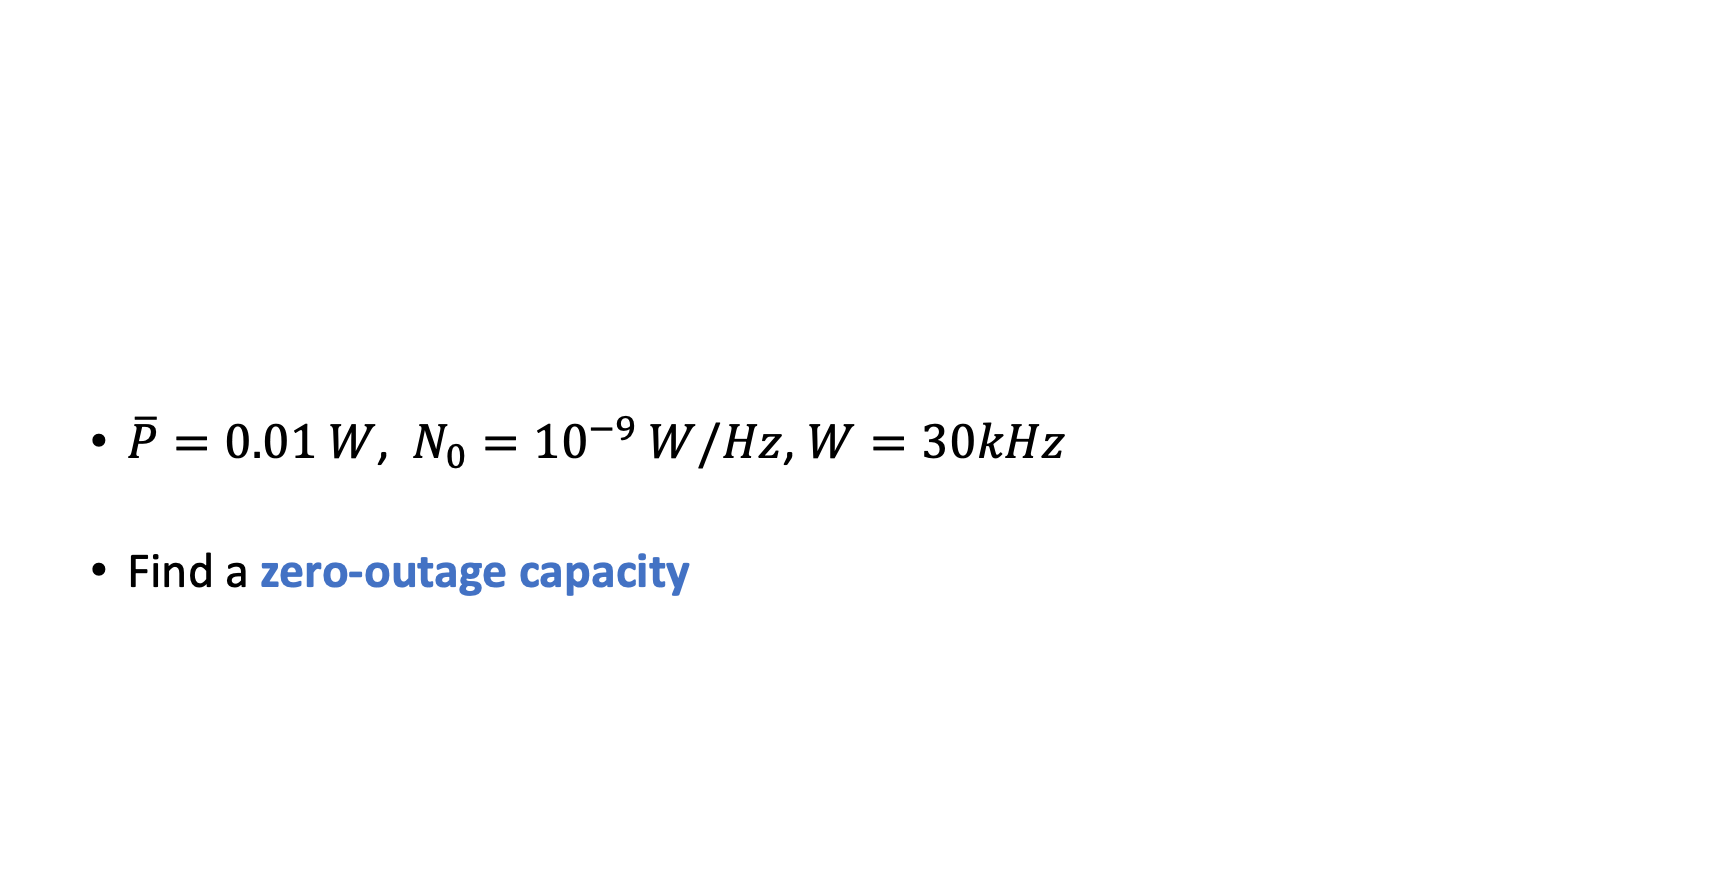 • P̄ = 0.01 W, N₀ = 10⁻⁹ W/Hz, W = 30kHz
• Find a zero-outage capacity